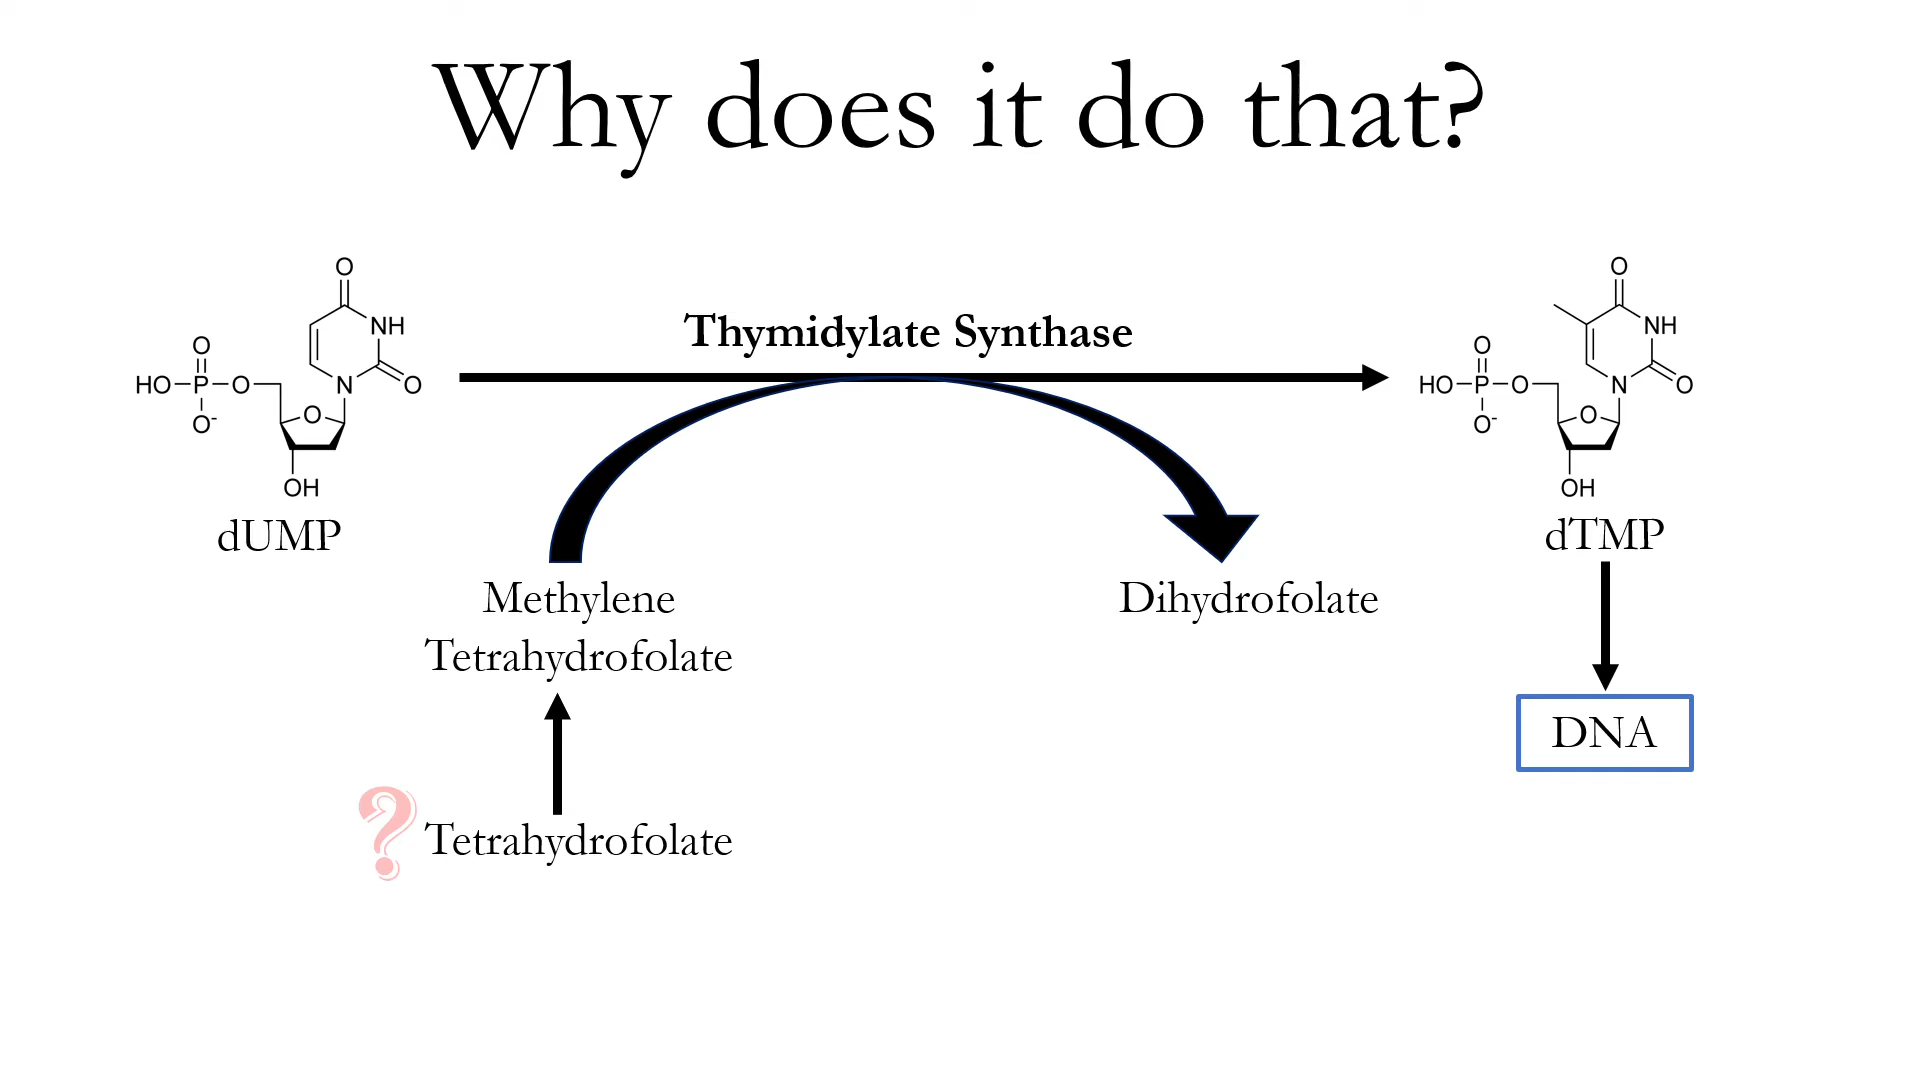 Why does it do that?
Thymidylate Synthase
O
NH
O
N
O
HO P O
O-
O
OH
dUMP
O
NH
O
N
O
HO P O
O-
O
OH
dTMP
Methylene
Tetrahydrofolate
Dihydrofolate
DNA
? Tetrahydrofolate